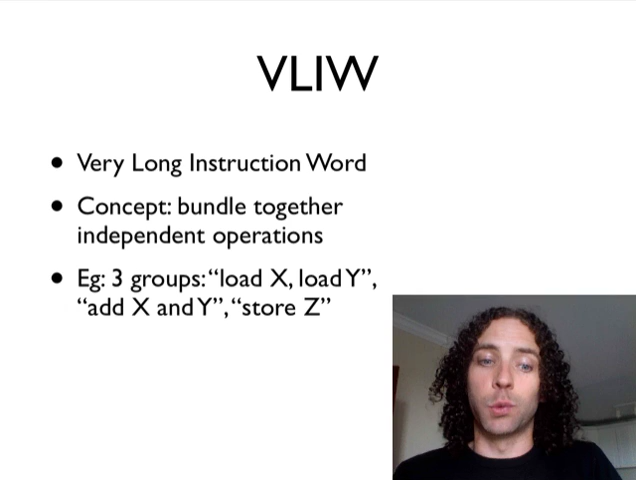 VLIW
• Very Long Instruction Word
• Concept: bundle together
independent operations
• Eg: 3 groups: “load X, load Y”,
“add X and Y”, “store Z”